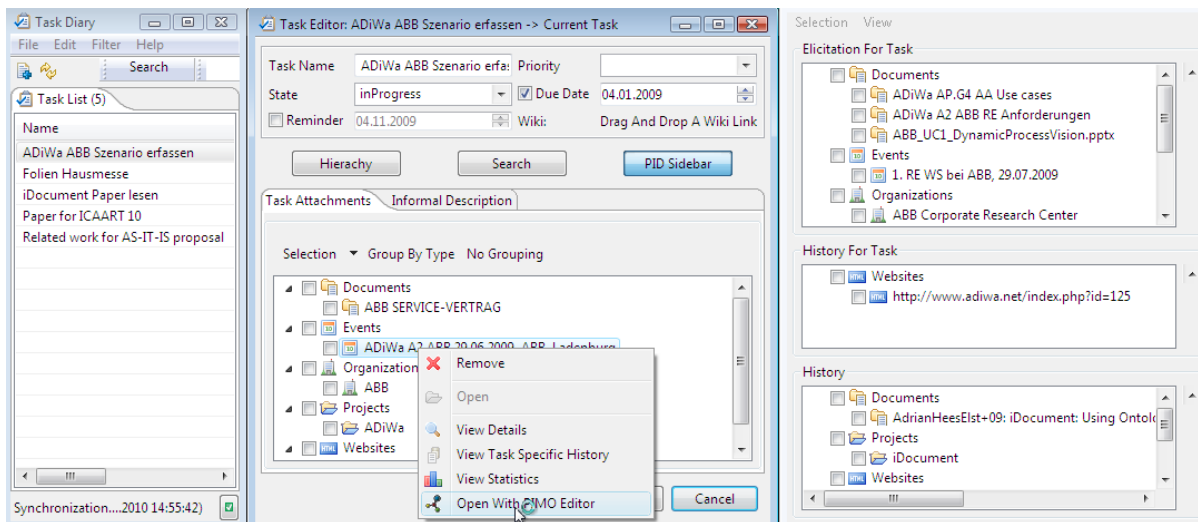 Task Diary
File Edit Filter Help
Search
Task List (5)
Name
ADiWa ABB Szenario erfassen
Folien Hausmesse
iDocument Paper lesen
Paper for ICAART 10
Related work for AS-IT-IS proposal
Synchronization....2010 14:55:42)
Task Editor: ADiWa ABB Szenario erfassen -> Current Task
Task Name ADiWa ABB Szenario erfa: Priority
State inProgress Due Date 04.01.2009
Reminder 04.11.2009 Wiki: Drag And Drop A Wiki Link
Hierachy Search PID Sidebar
Task Attachments Informal Description
Selection Group By Type No Grouping
Documents
ABB SERVICE-VERTRAG
Events
ADiWa A2 ABB 29.06.2009, ABB, Ladenburg
Organization
ABB
Projects
ADiWa
HTML Websites
Remove
Open
View Details
View Task Specific History
View Statistics
Open With PIMO Editor
Cancel
Selection View
Elicitation For Task
Documents
ADiWa AP.G4 AA Use cases
ADiWa A2 ABB RE Anforderungen
ABB_UC1_DynamicProcessVision.pptx
Events
1. RE WS bei ABB, 29.07.2009
Organizations
ABB Corporate Research Center
History For Task
HTML Websites
HTML http://www.adiwa.net/index.php?id=125
History
Documents
AdrianHeesElst+09: iDocument: Using Ontolo
Projects
iDocument
HTML Websites